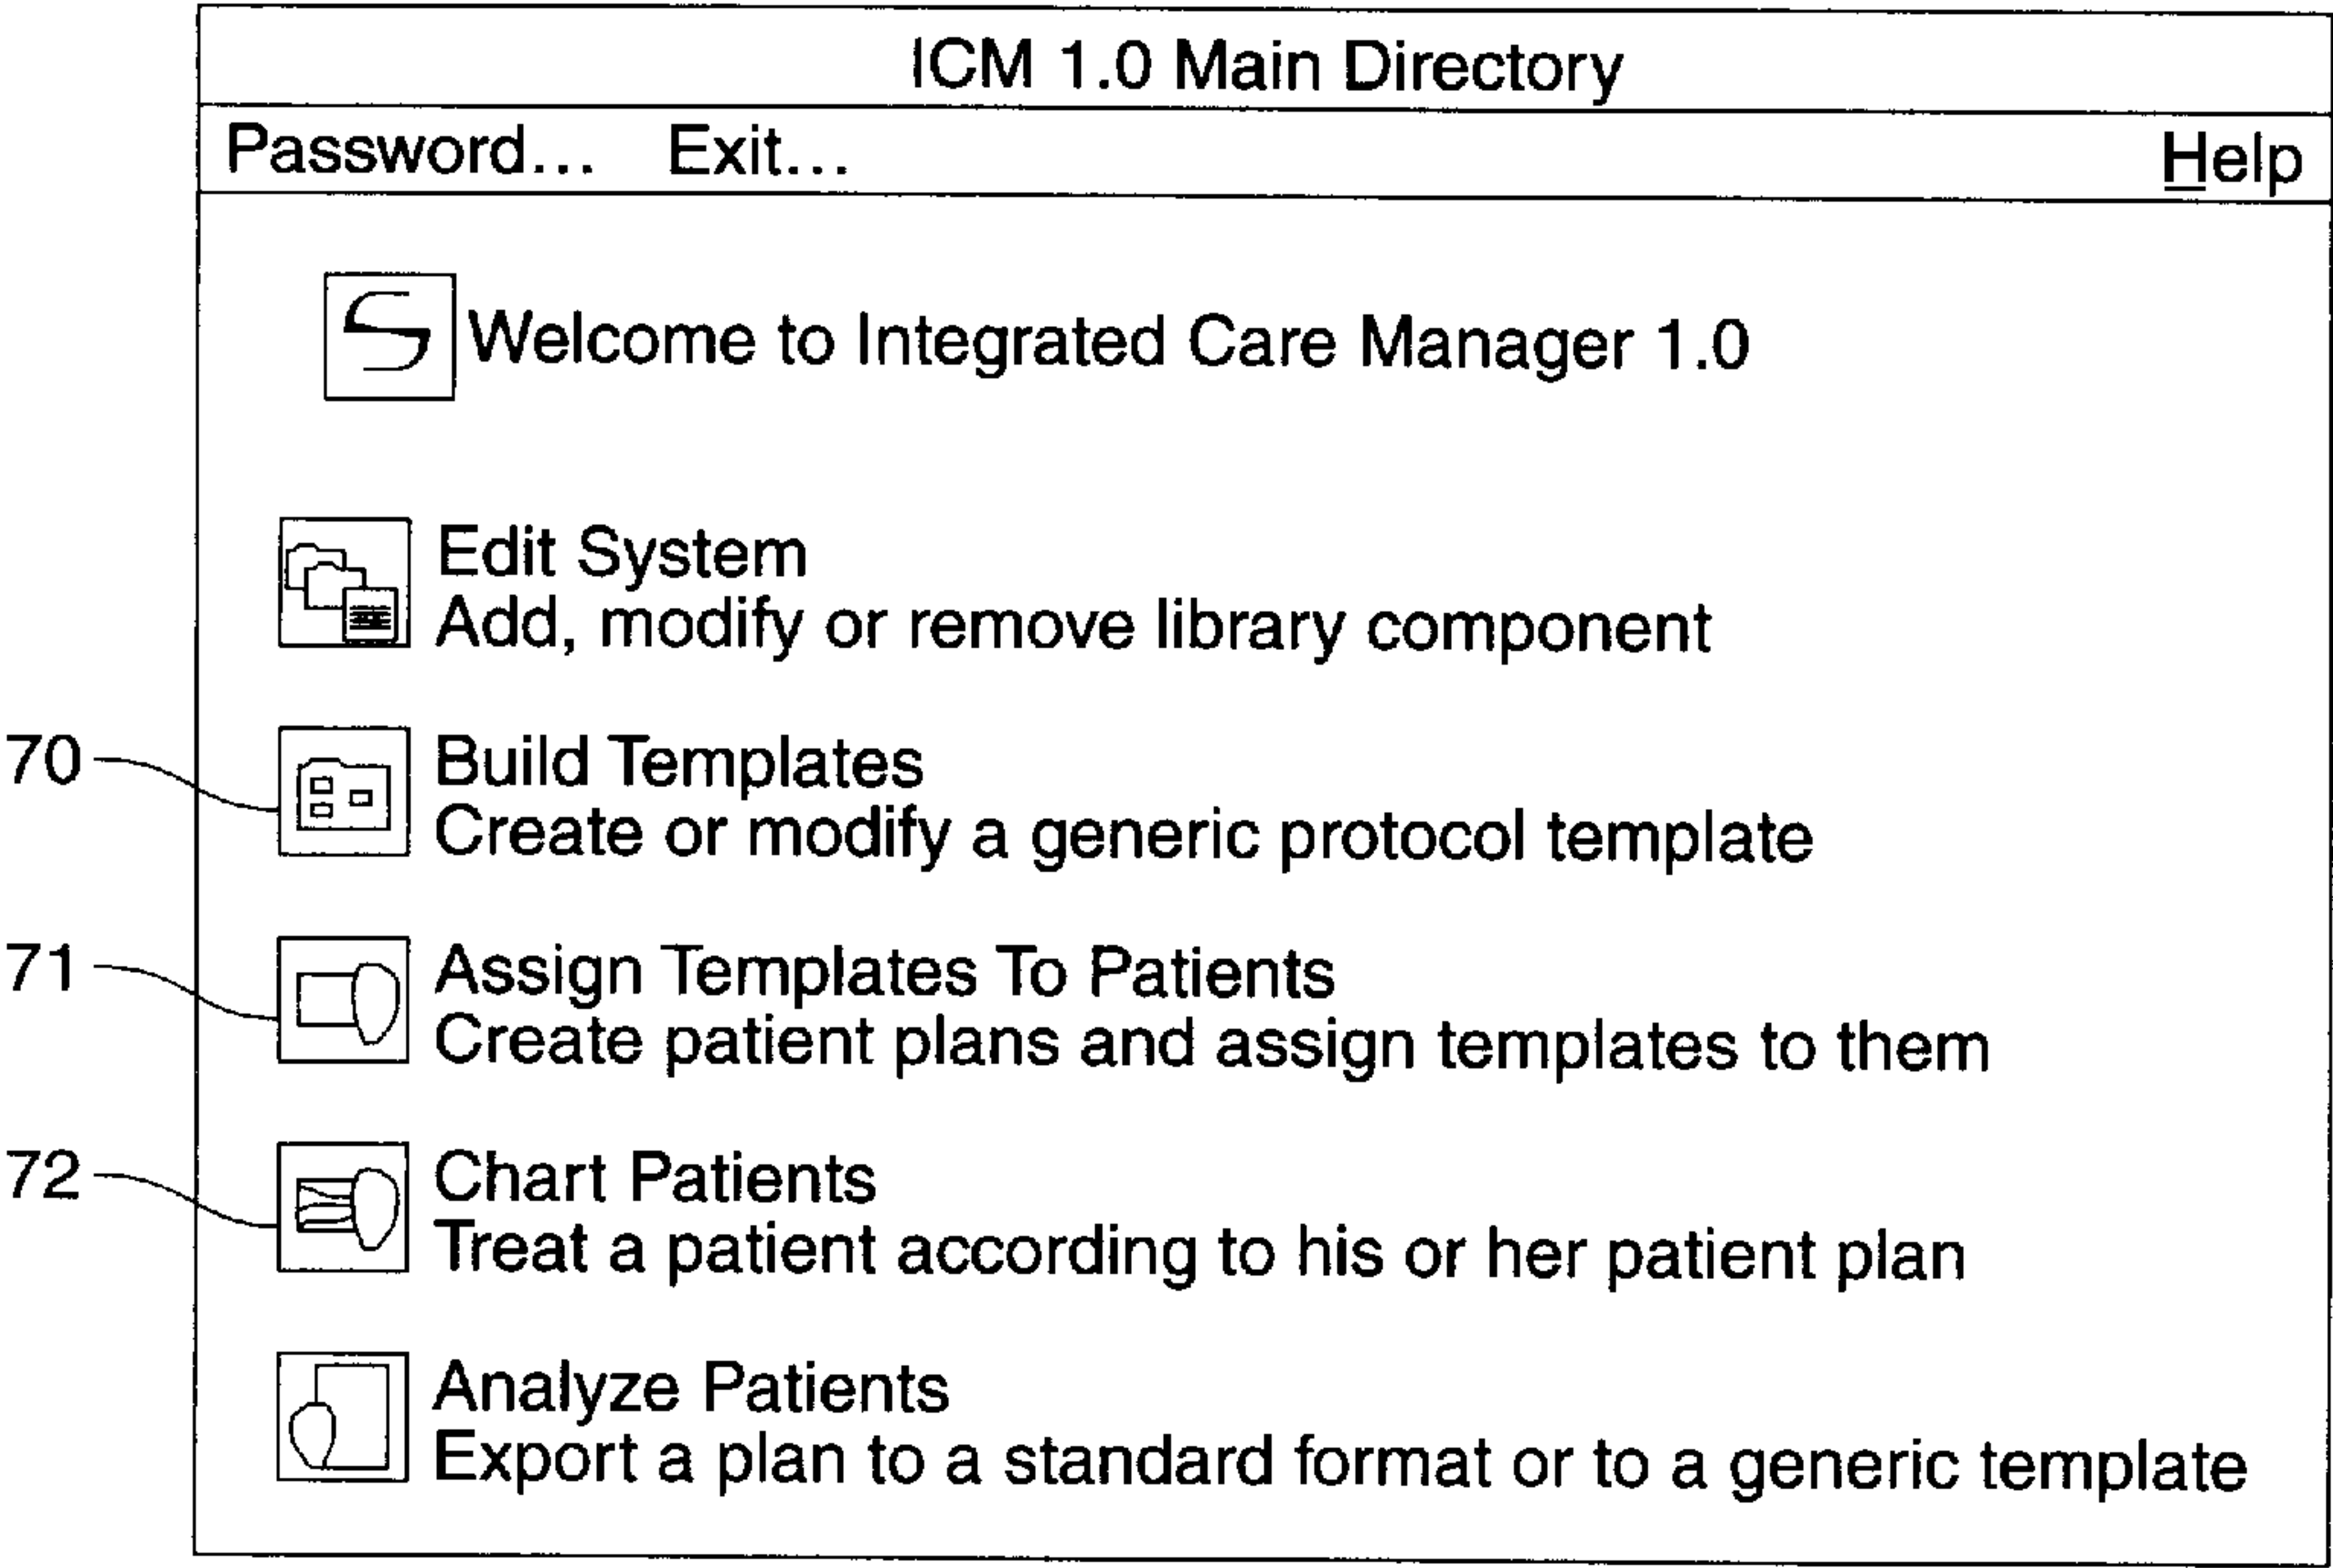 ICM 1.0 Main Directory
Password... Exit... Help
Welcome to Integrated Care Manager 1.0
Edit System
Add, modify or remove library component
70
Build Templates
Create or modify a generic protocol template
71
Assign Templates To Patients
Create patient plans and assign templates to them
72
Chart Patients
Treat a patient according to his or her patient plan
Analyze Patients
Export a plan to a standard format or to a generic template